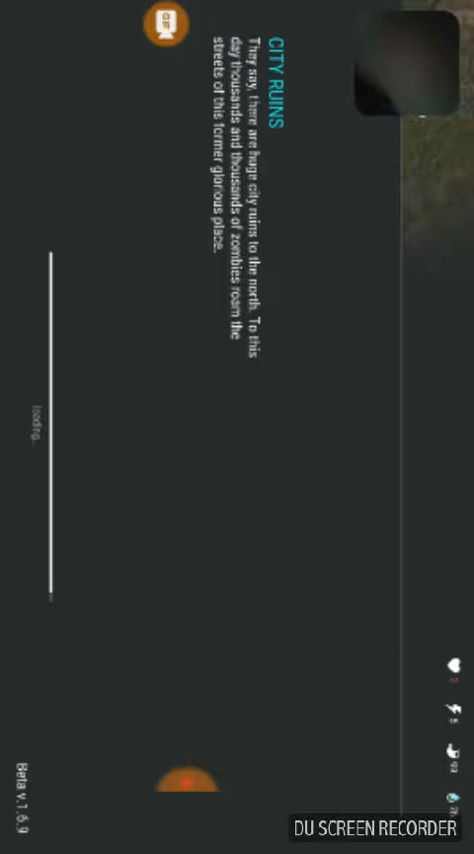 CITY RUINS
They say, there are huge city ruins to the north. To this
day thousands and thousands of zombies roam the
streets of this former glorious place.
loading..
Beta v.1.6.9
DU SCREEN RECORDER